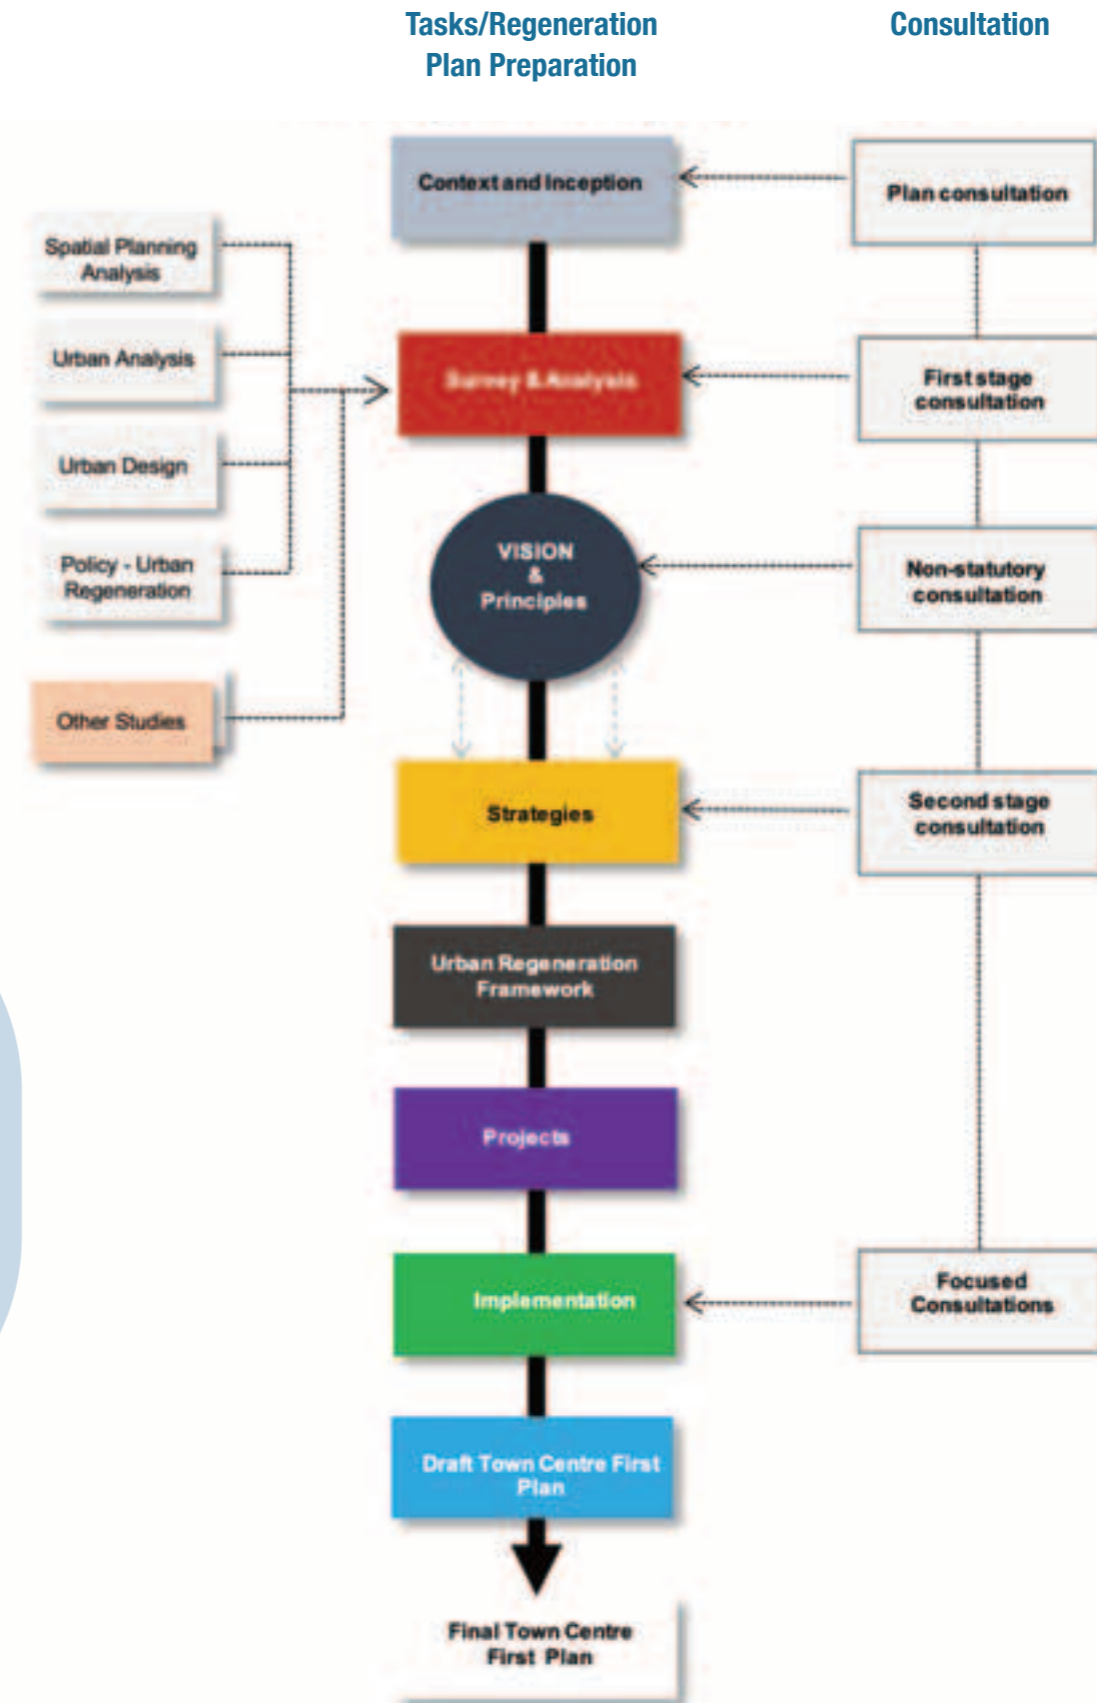 Tasks/Regeneration
Plan Preparation
Consultation
Context and Inception
Plan consultation
Spatial Planning
Analysis
Urban Analysis
Urban Design
Policy - Urban
Regeneration
Other Studies
Survey & Analysis
First stage
consultation
VISION
&
Principles
Non-statutory
consultation
Strategies
Second stage
consultation
Urban Regeneration
Framework
Projects
Implementation
Focused
Consultations
Draft Town Centre First
Plan
Final Town Centre
First Plan